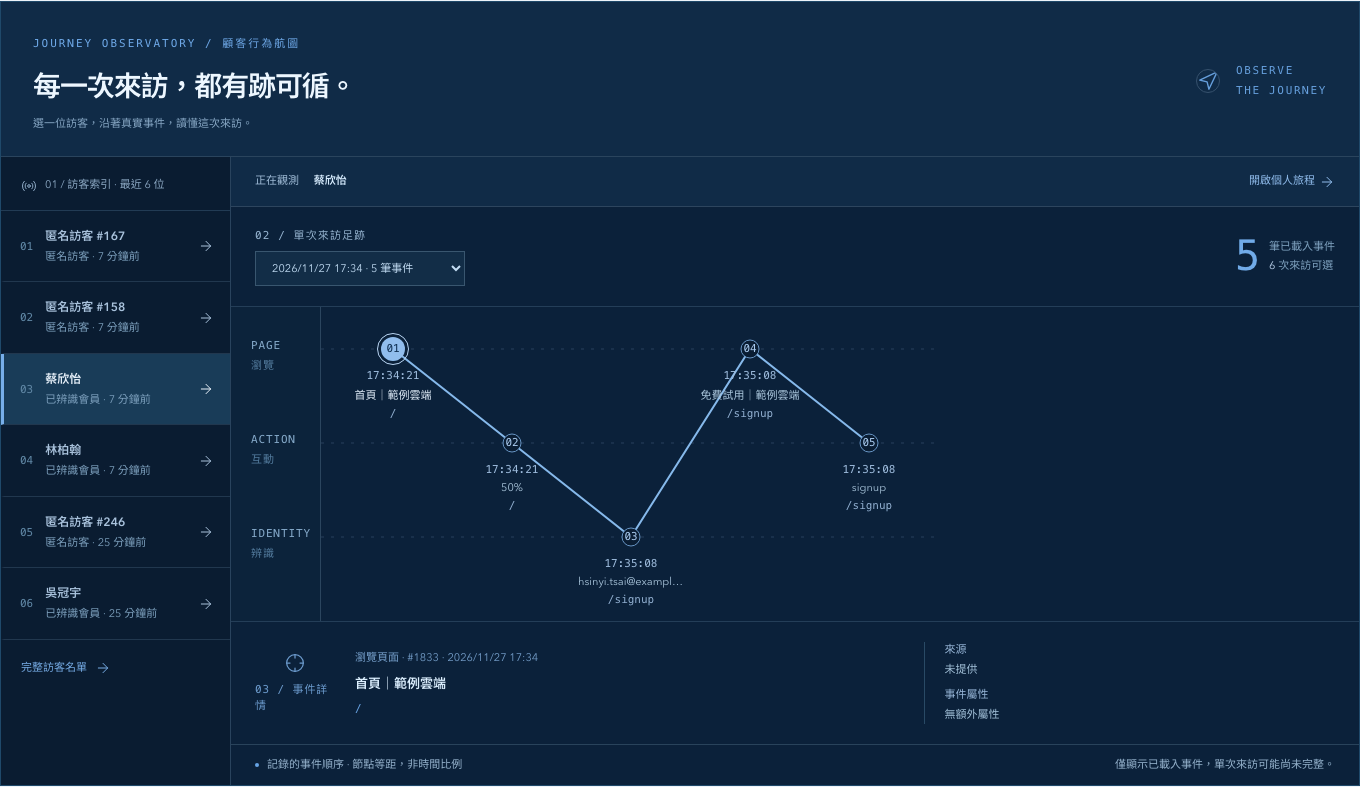 JOURNEY OBSERVATORY / 顧客行為航圖
每一次來訪，都有跡可循。
選一位訪客，沿著真實事件，讀懂這次來訪。
OBSERVE
THE JOURNEY
01 / 訪客索引 · 最近 6 位
01
匿名訪客 #167
匿名訪客 · 7 分鐘前
02
匿名訪客 #158
匿名訪客 · 7 分鐘前
03
蔡欣怡
已辨識會員 · 7 分鐘前
04
林柏翰
已辨識會員 · 7 分鐘前
05
匿名訪客 #246
匿名訪客 · 25 分鐘前
06
吳冠宇
已辨識會員 · 25 分鐘前
完整訪客名單
正在觀測 蔡欣怡
開啟個人旅程
02 / 單次來訪足跡
2026/11/27 17:34 · 5 筆事件
5
筆已載入事件
6 次來訪可選
PAGE
瀏覽
01
17:34:21
首頁｜範例雲端
/
04
17:35:08
免費試用｜範例雲端
/signup
ACTION
互動
02
17:34:21
50%
/
05
17:35:08
signup
/signup
IDENTITY
辨識
03
17:35:08
hsinyi.tsai@exampl...
/signup
03 / 事件詳
情
瀏覽頁面 · #1833 · 2026/11/27 17:34
首頁｜範例雲端
/
來源
未提供
事件屬性
無額外屬性
記錄的事件順序 · 節點等距，非時間比例
僅顯示已載入事件，單次來訪可能尚未完整。